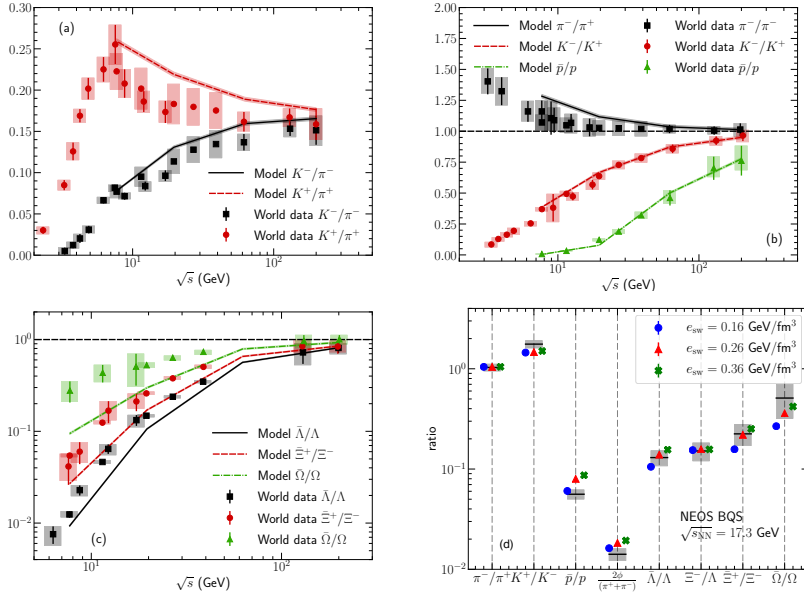 (a)
0.30
0.25
0.20
0.15
0.10
0.05
0.00
Model K⁻/π⁻
Model K⁺/π⁺
World data K⁻/π⁻
World data K⁺/π⁺
10¹ 10²
√s (GeV)
Model π⁻/π⁺
Model K⁻/K⁺
Model p̄/p
World data π⁻/π⁻
World data K⁻/K⁺
World data p̄/p
2.00
1.75
1.50
1.25
1.00
0.75
0.50
0.25
0.00
(b)
10¹ 10²
√s (GeV)
10⁰
10⁻¹
10⁻²
Model Λ̄/Λ
Model Ξ̄⁺/Ξ⁻
Model Ω̄/Ω
World data Λ̄/Λ
World data Ξ̄⁺/Ξ⁻
World data Ω̄/Ω
(c)
10¹ 10²
√s (GeV)
e_sw = 0.16 GeV/fm³
e_sw = 0.26 GeV/fm³
e_sw = 0.36 GeV/fm³
10⁰
10⁻¹
10⁻²
ratio
NEOS BQS
√s_NN = 17.3 GeV
(d)
π⁻/π⁺ K⁺/K⁻ p̄/p 2φ/(π⁺+π⁻) Λ̄/Λ Ξ⁻/Λ Ξ̄⁺/Ξ⁻ Ω̄/Ω